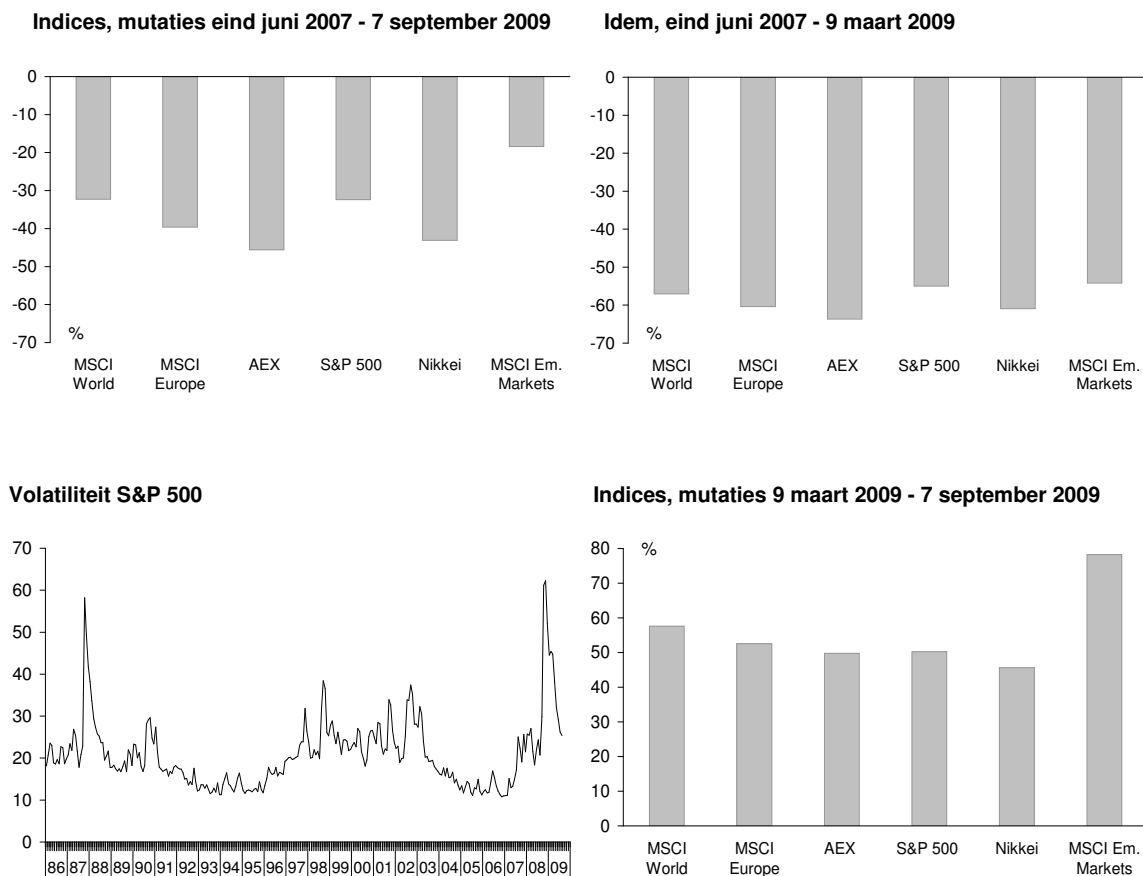 Indices, mutaties eind juni 2007 - 7 september 2009
0
-10
-20
-30
-40
-50
-60
-70
%
MSCI World
MSCI Europe
AEX
S&P 500
Nikkei
MSCI Em. Markets
Idem, eind juni 2007 - 9 maart 2009
0
-10
-20
-30
-40
-50
-60
-70
%
MSCI World
MSCI Europe
AEX
S&P 500
Nikkei
MSCI Em. Markets
Volatiliteit S&P 500
70
60
50
40
30
20
10
0
86 87 88 89 90 91 92 93 94 95 96 97 98 99 00 01 02 03 04 05 06 07 08 09
Indices, mutaties 9 maart 2009 - 7 september 2009
80
70
60
50
40
30
20
10
0
%
MSCI World
MSCI Europe
AEX
S&P 500
Nikkei
MSCI Em. Markets